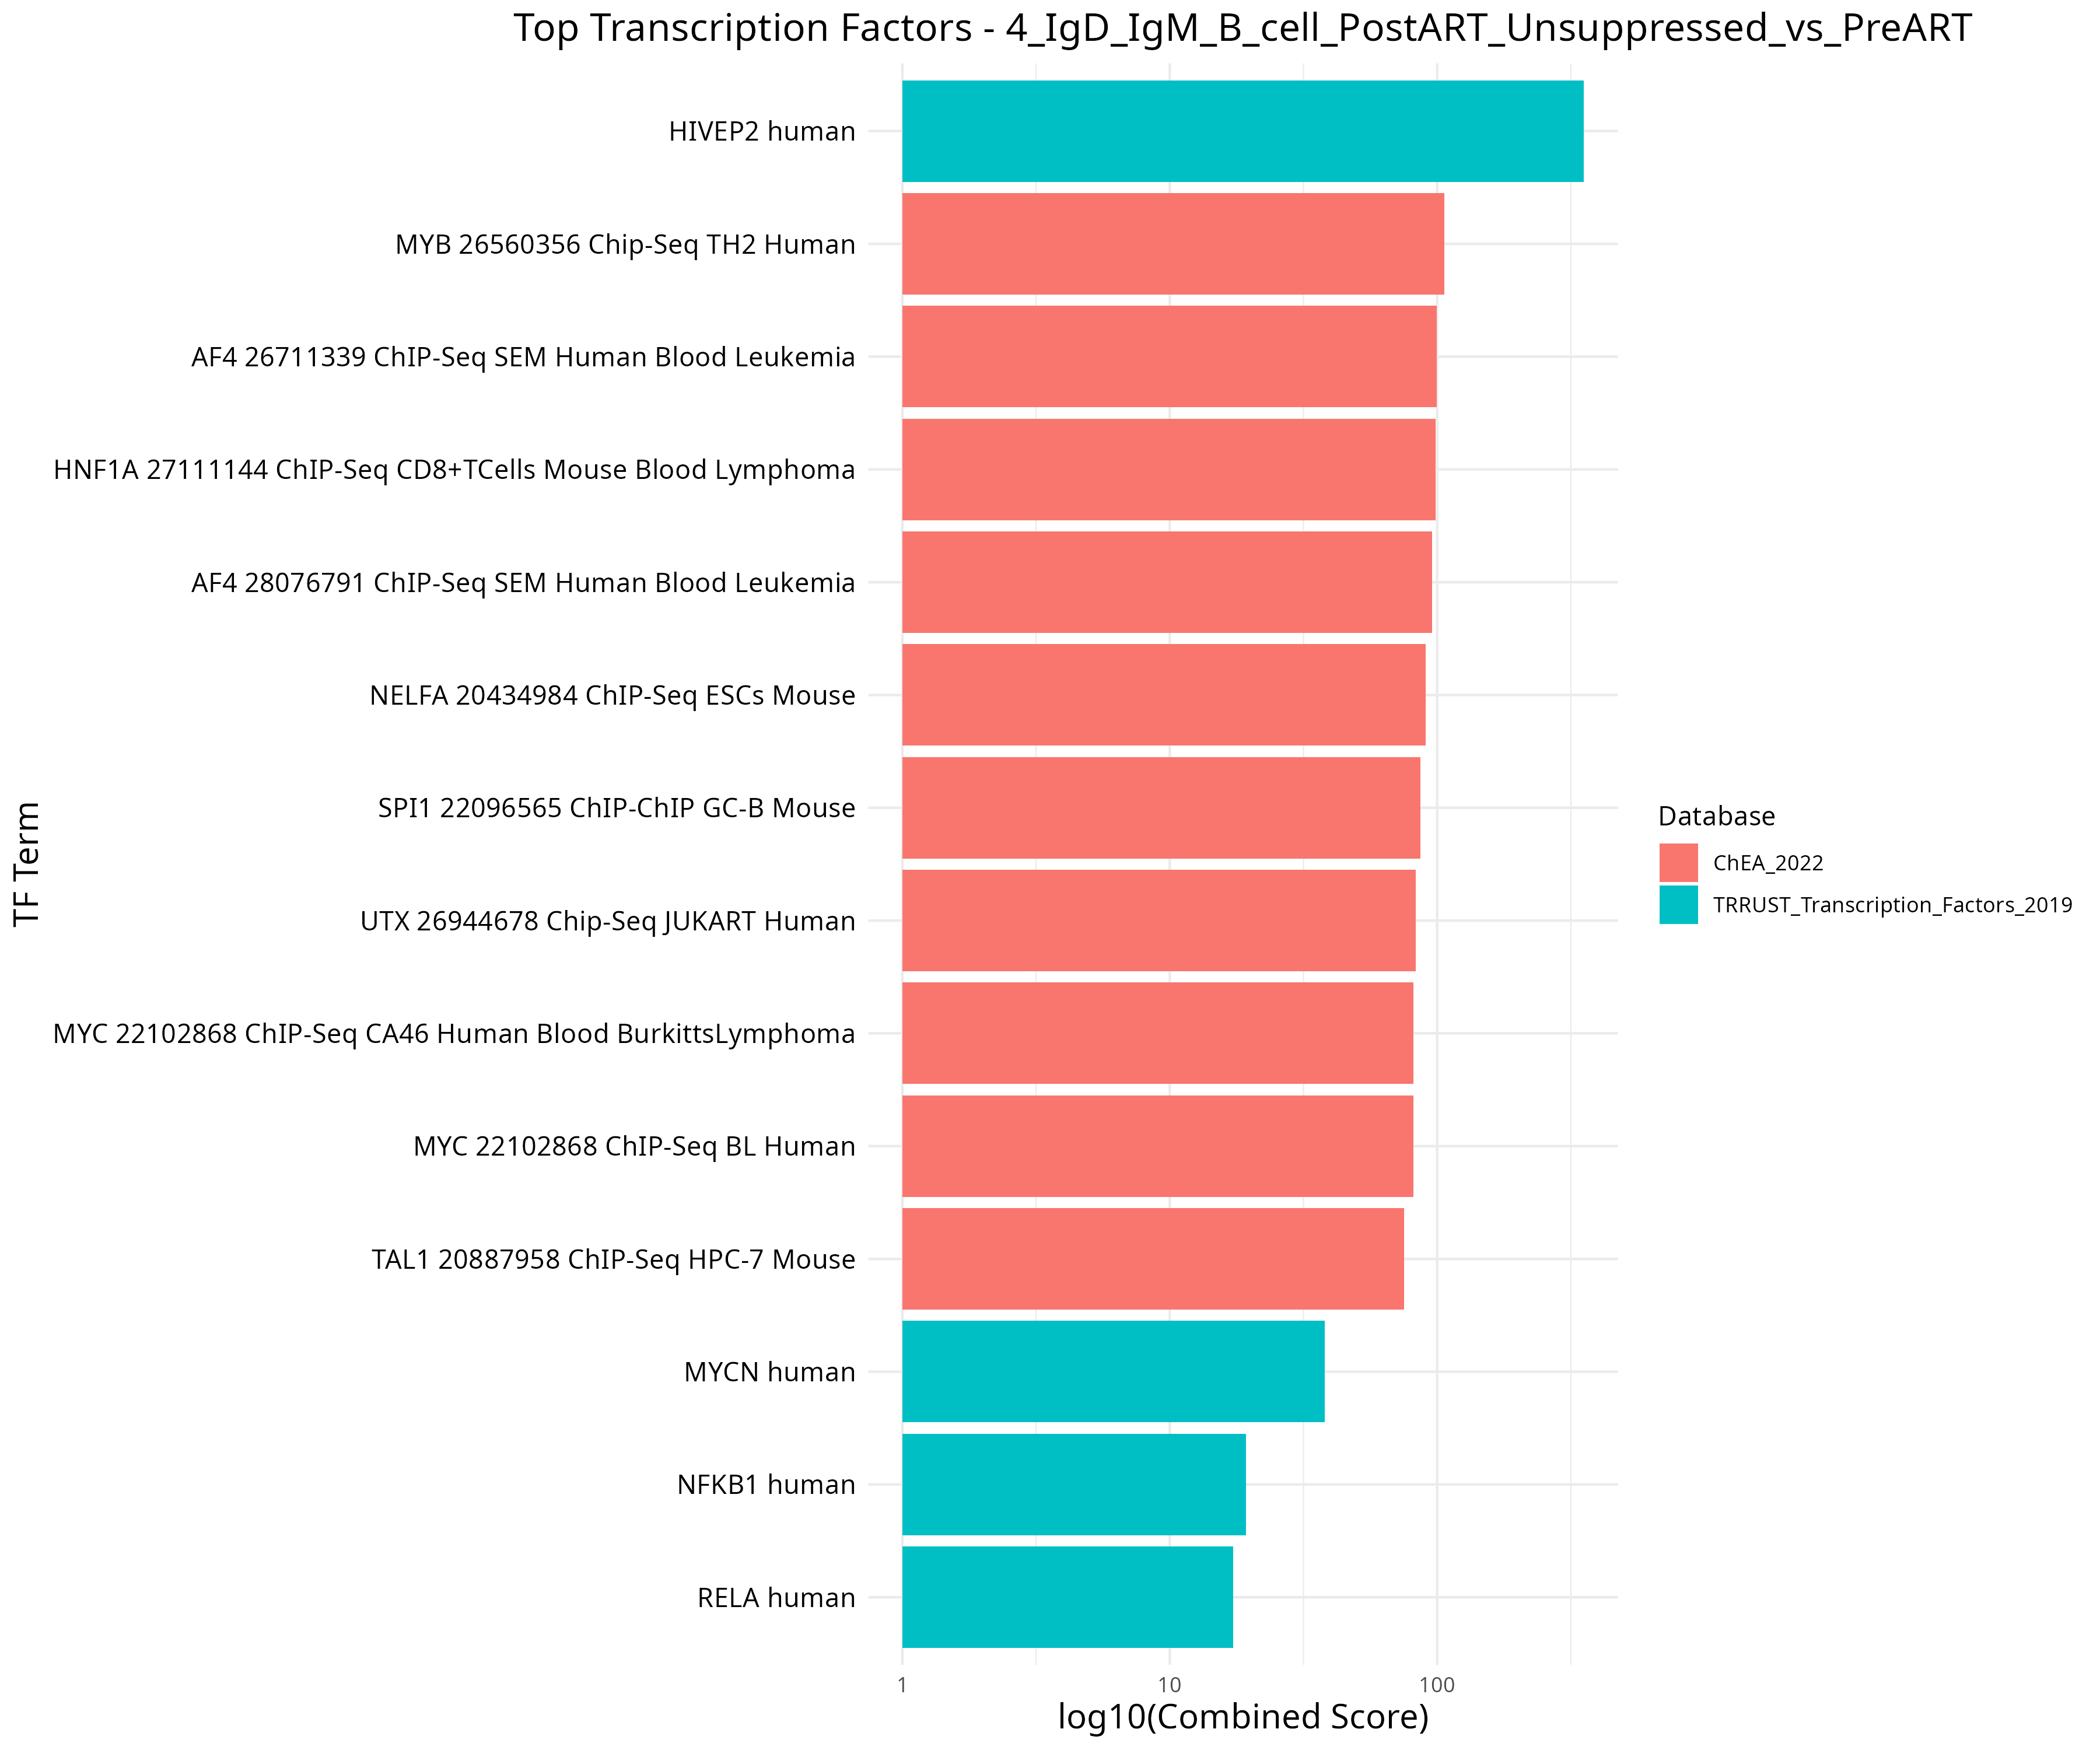 Top Transcription Factors - 4_IgD_IgM_B_cell_PostART_Unsuppressed_vs_PreART
TF Term
HIVEP2 human
MYB 26560356 Chip-Seq TH2 Human
AF4 26711339 ChIP-Seq SEM Human Blood Leukemia
HNF1A 27111144 ChIP-Seq CD8+TCells Mouse Blood Lymphoma
AF4 28076791 ChIP-Seq SEM Human Blood Leukemia
NELFA 20434984 ChIP-Seq ESCs Mouse
SPI1 22096565 ChIP-ChIP GC-B Mouse
UTX 26944678 Chip-Seq JUKART Human
MYC 22102868 ChIP-Seq CA46 Human Blood BurkittsLymphoma
MYC 22102868 ChIP-Seq BL Human
TAL1 20887958 ChIP-Seq HPC-7 Mouse
MYCN human
NFKB1 human
RELA human
1 10 100
log10(Combined Score)
Database
ChEA_2022
TRRUST_Transcription_Factors_2019